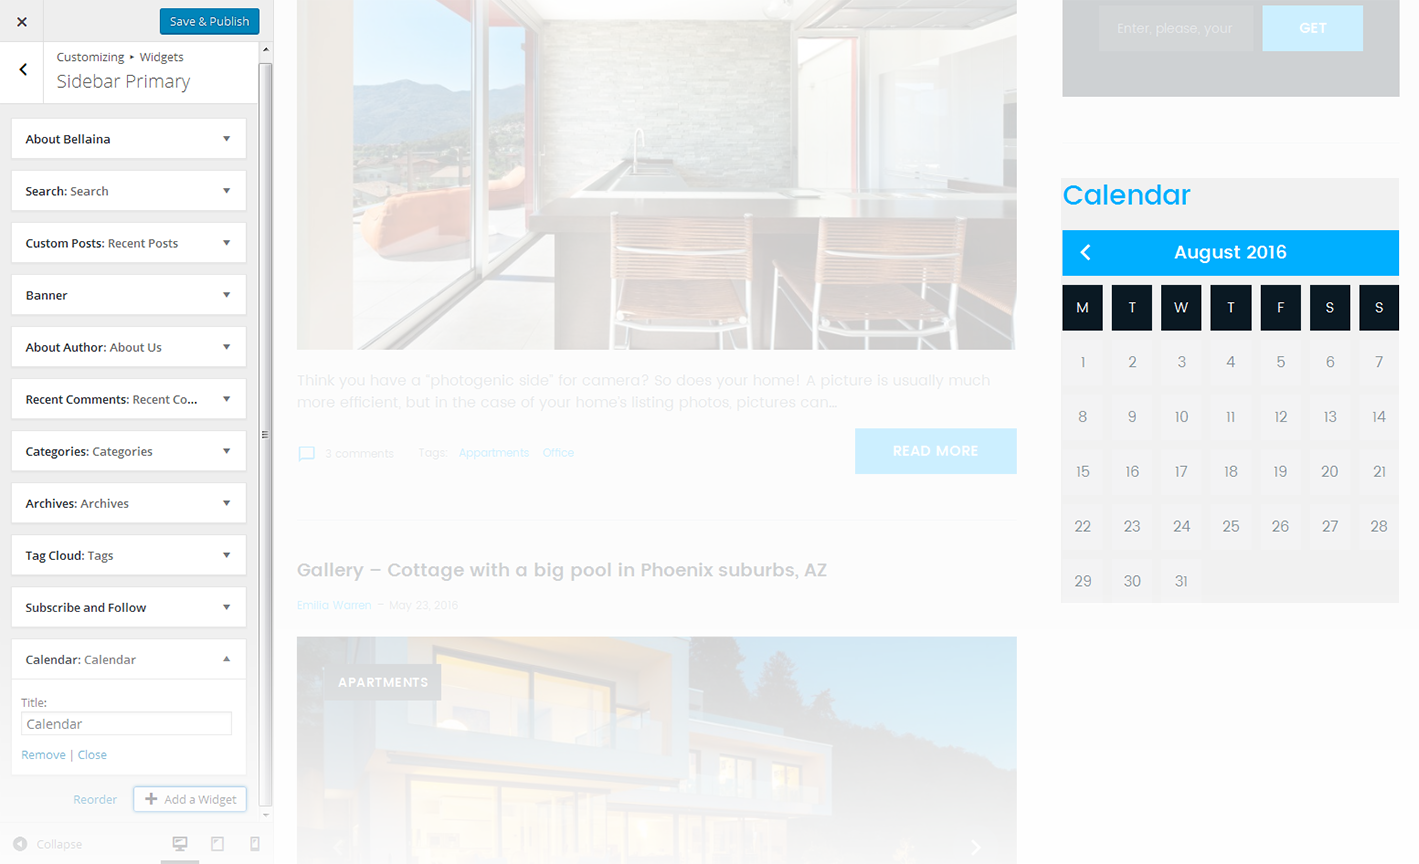 Save & Publish
Customizing ▸ Widgets
Sidebar Primary
About Bellaina
Search: Search
Custom Posts: Recent Posts
Banner
About Author: About Us
Recent Comments: Recent Co...
Categories: Categories
Archives: Archives
Tag Cloud: Tags
Subscribe and Follow
Calendar: Calendar
Title:
Calendar
Remove | Close
Reorder
Add a Widget
Collapse
Think you have a “photogenic side” for camera? So does your home! A picture is usually much
more efficient, but in the case of your home’s listing photos, pictures can...
3 comments Tags: Appartments Office
READ MORE
Gallery – Cottage with a big pool in Phoenix suburbs, AZ
Emilia Warren – May 23, 2016
APARTMENTS
Enter, please, your
GET
Calendar
August 2016
M T W T F S S
1 2 3 4 5 6 7
8 9 10 11 12 13 14
15 16 17 18 19 20 21
22 23 24 25 26 27 28
29 30 31